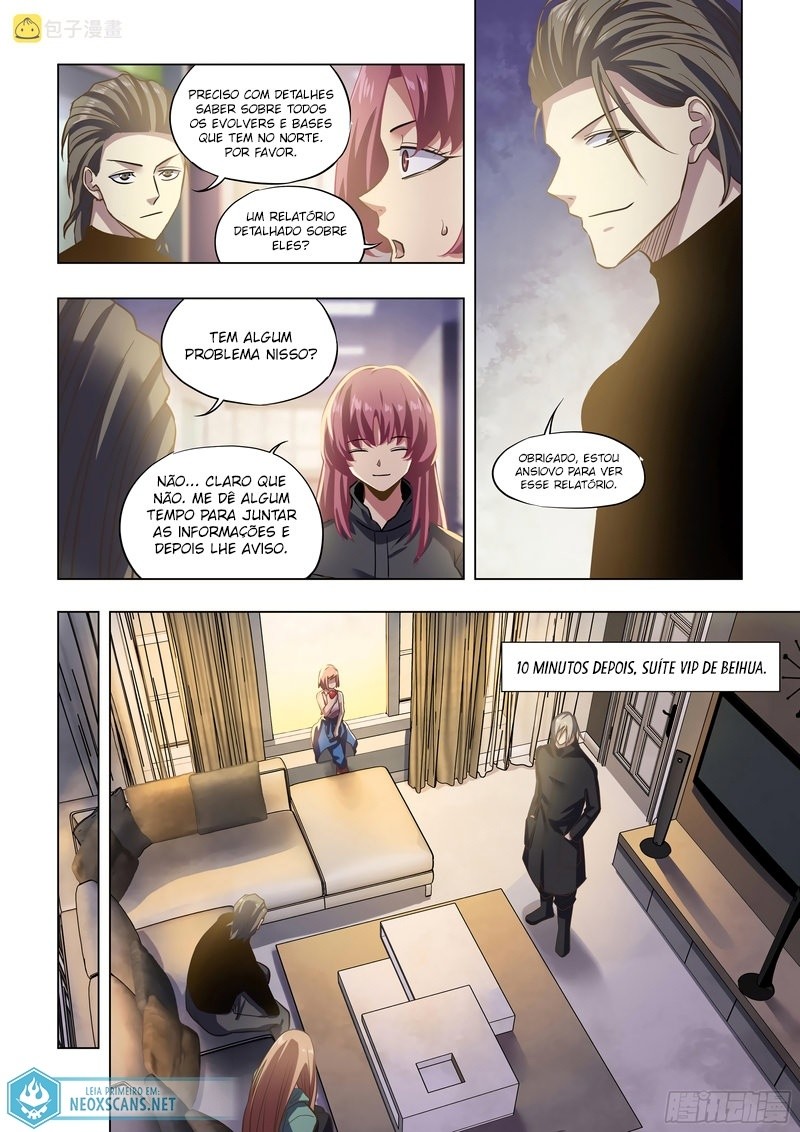 包子漫畫
PRECISO COM DETALHES
SABER SOBRE TODOS
OS EVOLVERS E BASES
QUE TEM NO NORTE.
POR FAVOR.
UM RELATÓRIO
DETALHADO SOBRE
ELES?
TEM ALGUM
PROBLEMA NISSO?
NÃO... CLARO QUE
NÃO. ME DÊ ALGUM
TEMPO PARA JUNTAR
AS INFORMAÇÕES E
DEPOIS LHE AVISO.
OBRIGADO, ESTOU
ANSIOVO PARA VER
ESSE RELATÓRIO.
10 MINUTOS DEPOIS, SUÍTE VIP DE BEIHUA.
LEIA PRIMEIRO EM:
NEOXSCANS.NET
腾讯动漫